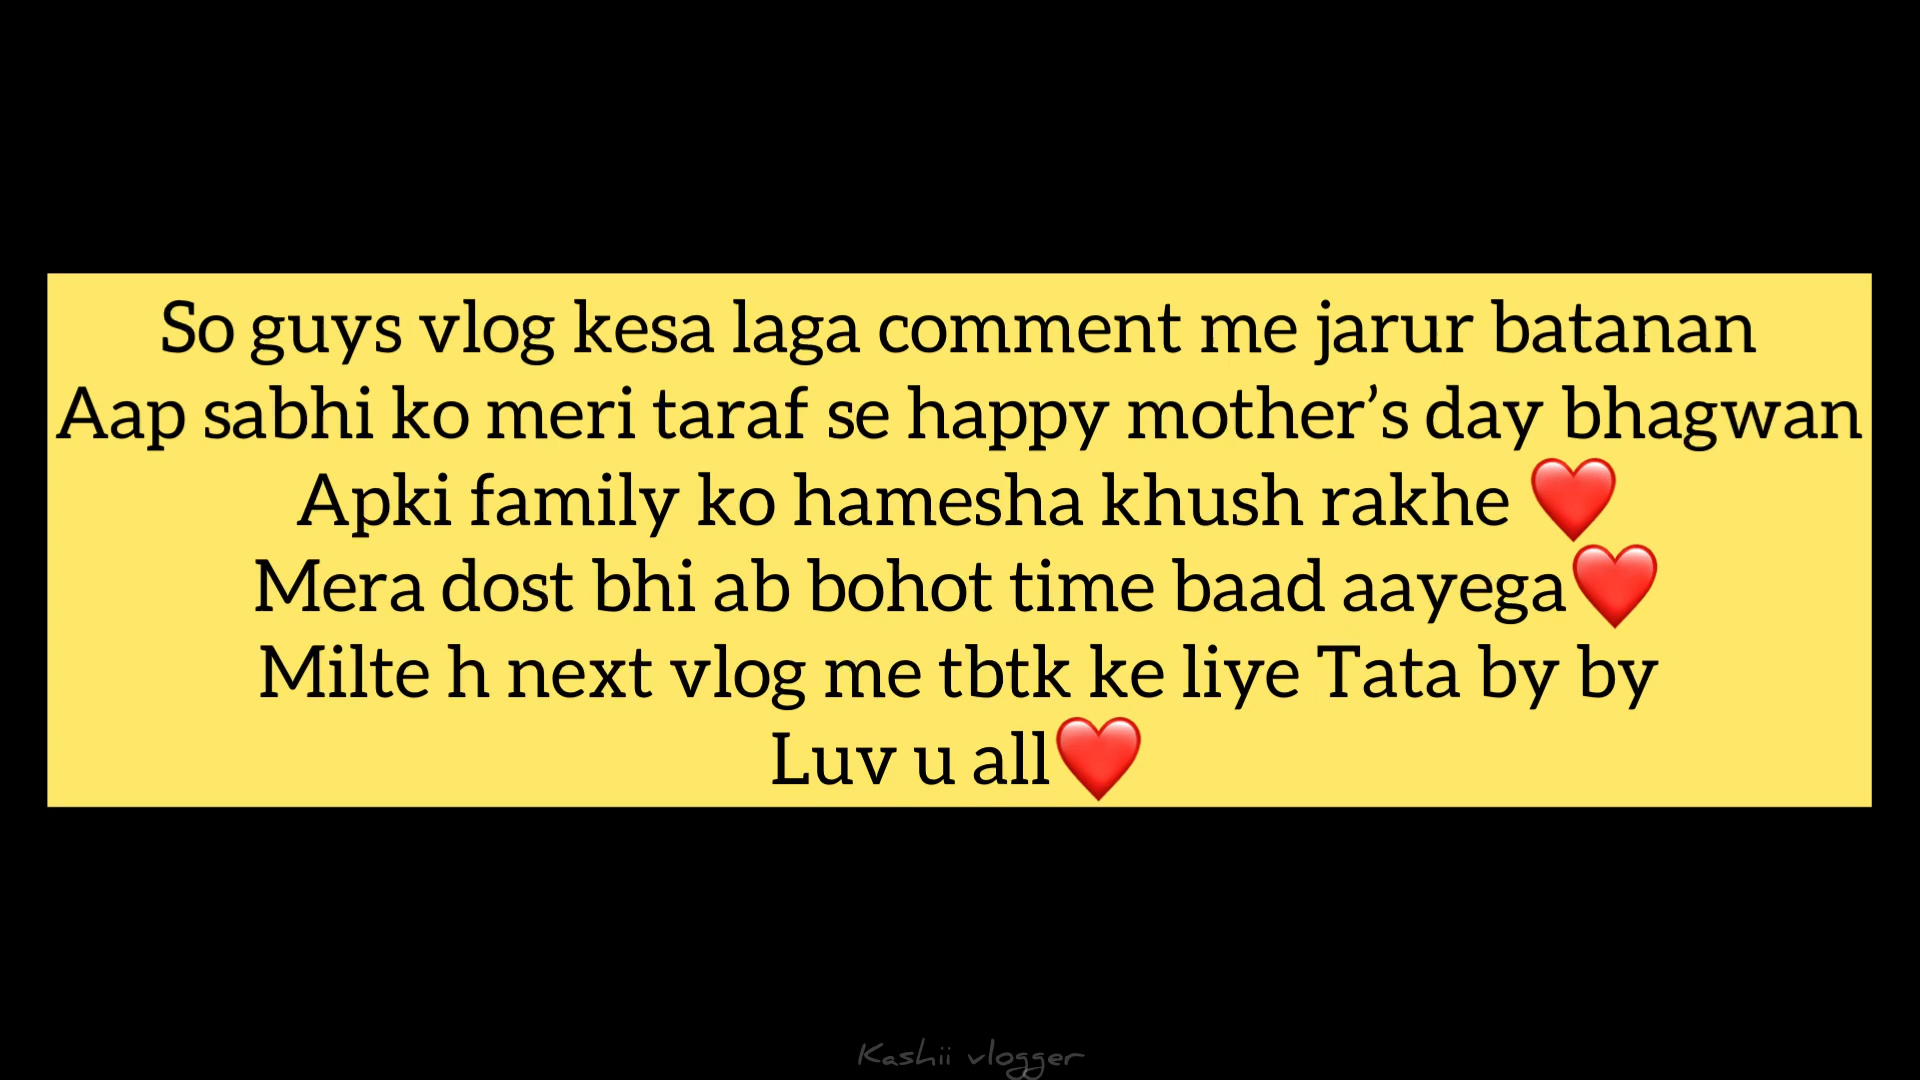 So guys vlog kesa laga comment me jarur batanan
Aap sabhi ko meri taraf se happy mother’s day bhagwan
Apki family ko hamesha khush rakhe ❤️
Mera dost bhi ab bohot time baad aayega❤️
Milte h next vlog me tbtk ke liye Tata by by
Luv u all❤️
Kashii vlogger